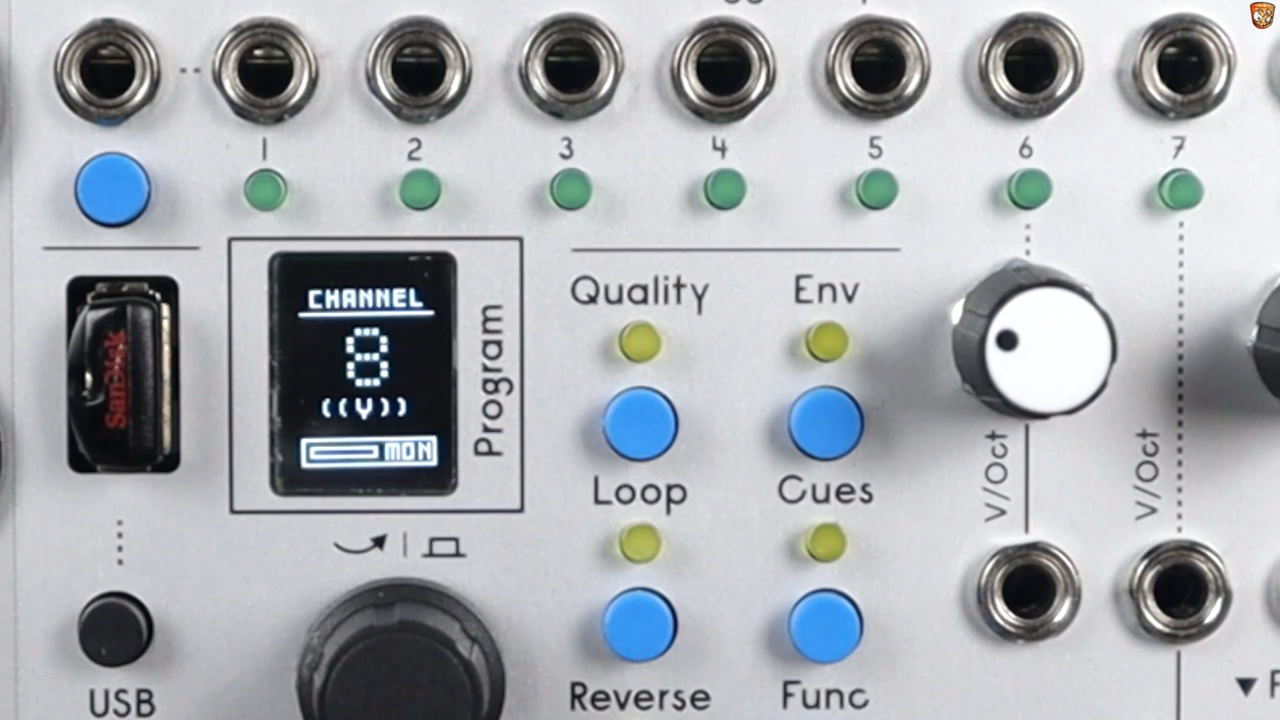 1 2 3 4 5 6 7
CHANNEL
8
((V))
MON
Program
SanDisk
Quality
Env
Loop
Cues
V/Oct
V/Oct
USB
Reverse
Func